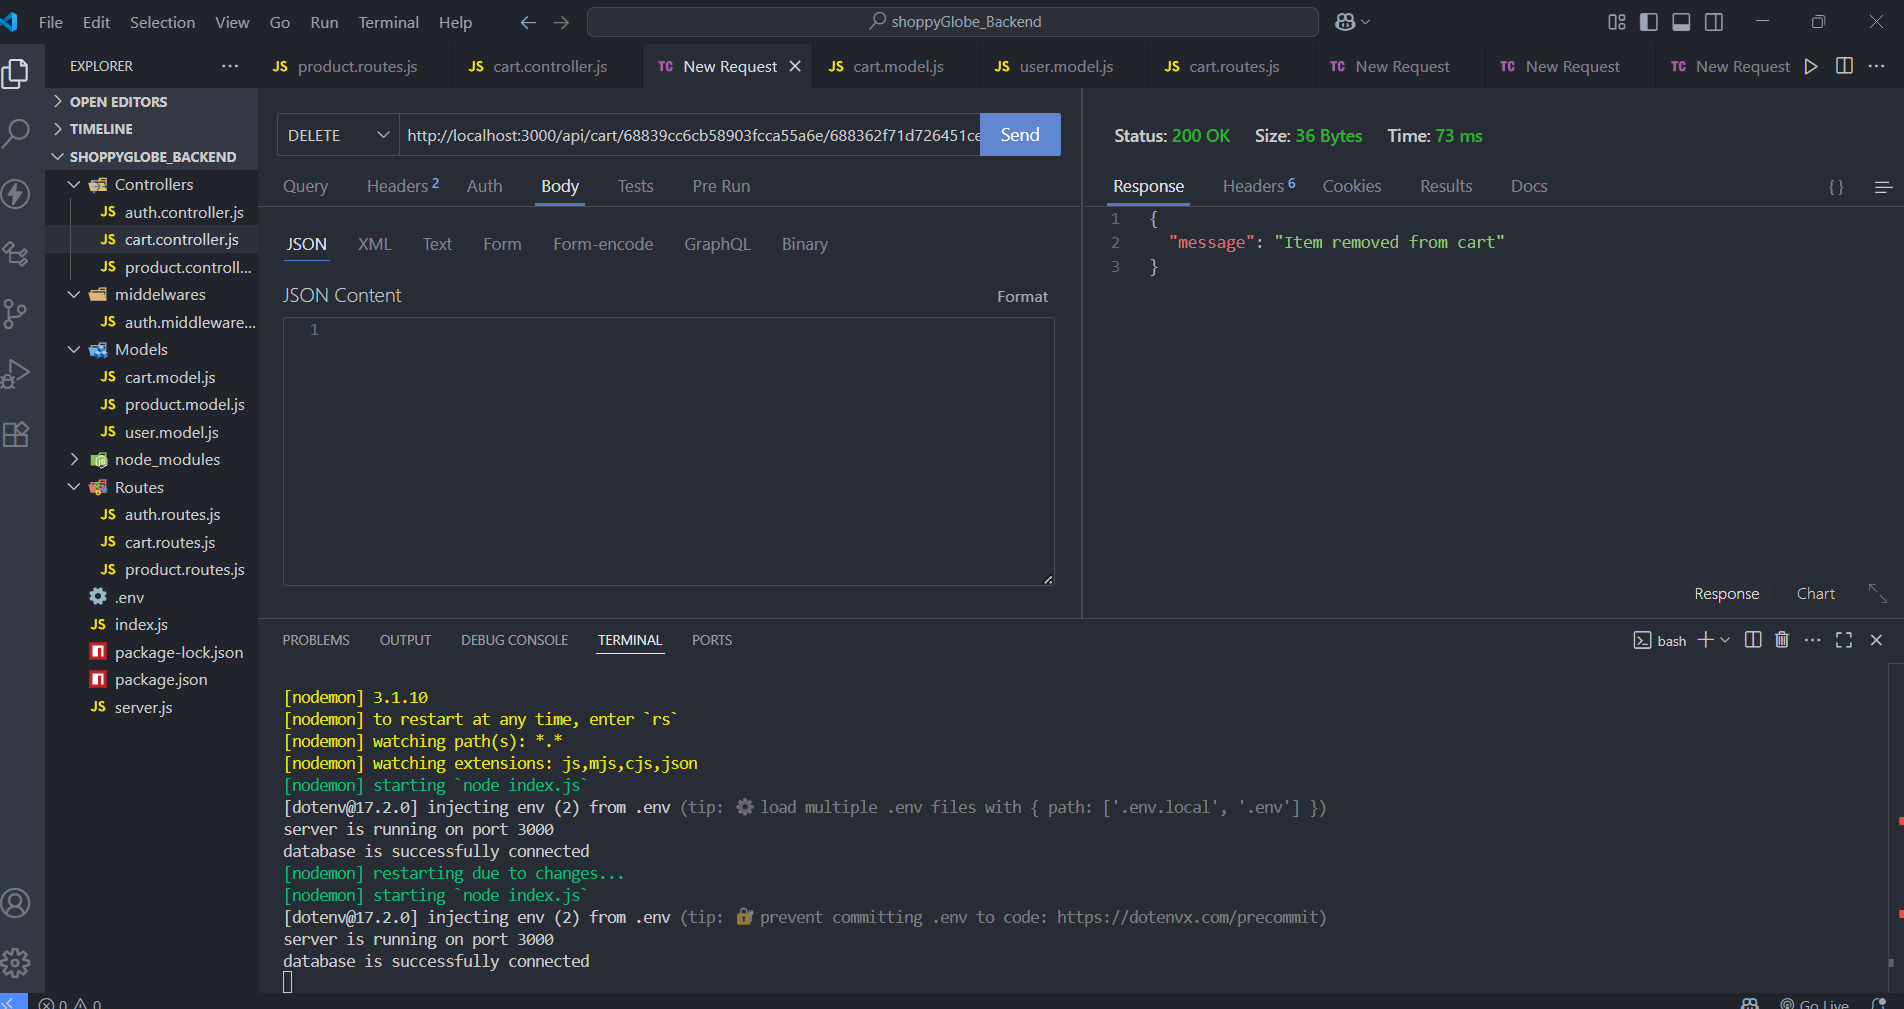 File Edit Selection View Go Run Terminal Help
shoppyGlobe_Backend
EXPLORER
JS product.routes.js
JS cart.controller.js
TC New Request
JS cart.model.js
JS user.model.js
JS cart.routes.js
TC New Request
TC New Request
TC New Request
OPEN EDITORS
TIMELINE
SHOPPYGLOBE_BACKEND
Controllers
JS auth.controller.js
JS cart.controller.js
JS product.controll...
middelwares
JS auth.middleware...
Models
JS cart.model.js
JS product.model.js
JS user.model.js
node_modules
Routes
JS auth.routes.js
JS cart.routes.js
JS product.routes.js
.env
JS index.js
package-lock.json
package.json
JS server.js
DELETE http://localhost:3000/api/cart/68839cc6cb58903fcca55a6e/688362f71d726451ce Send
Query Headers 2 Auth Body Tests Pre Run
JSON XML Text Form Form-encode GraphQL Binary
JSON Content Format
1
Status: 200 OK Size: 36 Bytes Time: 73 ms
Response Headers 6 Cookies Results Docs { }
1 {
2 "message": "Item removed from cart"
3 }
Response Chart
PROBLEMS OUTPUT DEBUG CONSOLE TERMINAL PORTS
bash
[nodemon] 3.1.10
[nodemon] to restart at any time, enter `rs`
[nodemon] watching path(s): *.*
[nodemon] watching extensions: js,mjs,cjs,json
[nodemon] starting `node index.js`
[dotenv@17.2.0] injecting env (2) from .env (tip: ⚙️ load multiple .env files with { path: ['.env.local', '.env'] })
server is running on port 3000
database is successfully connected
[nodemon] restarting due to changes...
[nodemon] starting `node index.js`
[dotenv@17.2.0] injecting env (2) from .env (tip: 🔐 prevent committing .env to code: https://dotenvx.com/precommit)
server is running on port 3000
database is successfully connected
0 0
Go Live